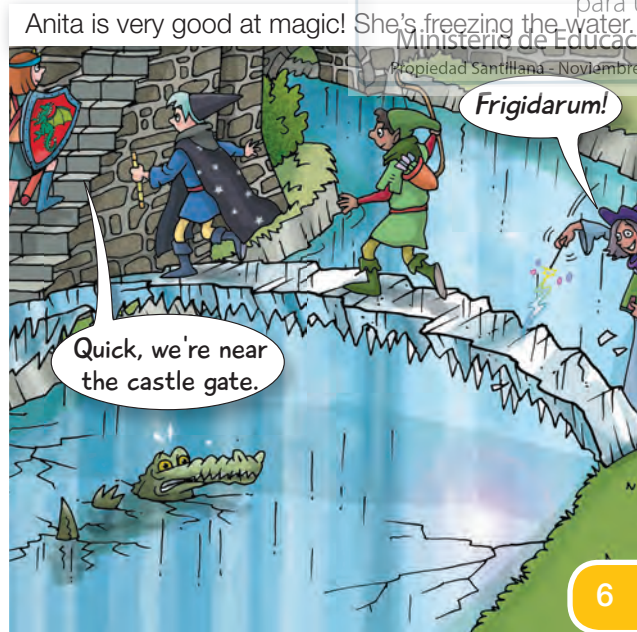 para u
Anita is very good at magic! She's freezing the water.
Ministerio de Educac
Propiedad Santillana - Noviembre
Frigidarum!
Quick, we're near
the castle gate.
6